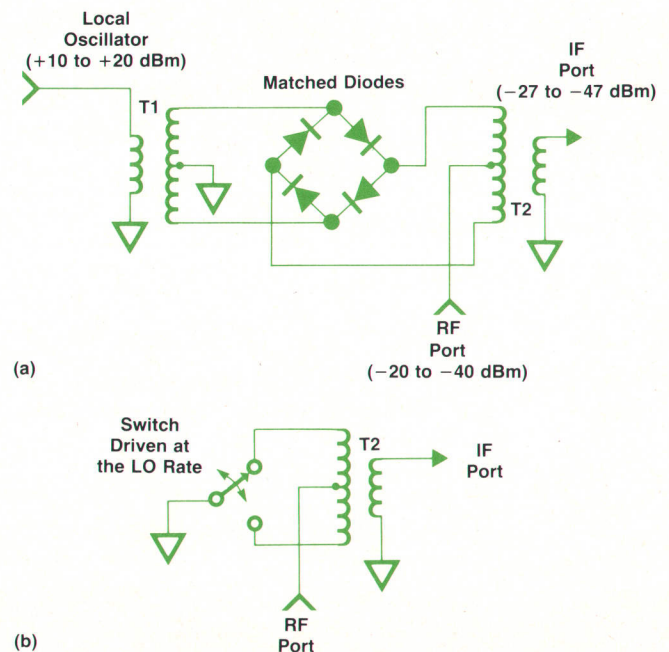 Local
Oscillator
(+10 to +20 dBm)
T1
Matched Diodes
IF
Port
(−27 to −47 dBm)
T2
RF
Port
(−20 to −40 dBm)
(a)
Switch
Driven at
the LO Rate
T2
IF
Port
RF
Port
(b)